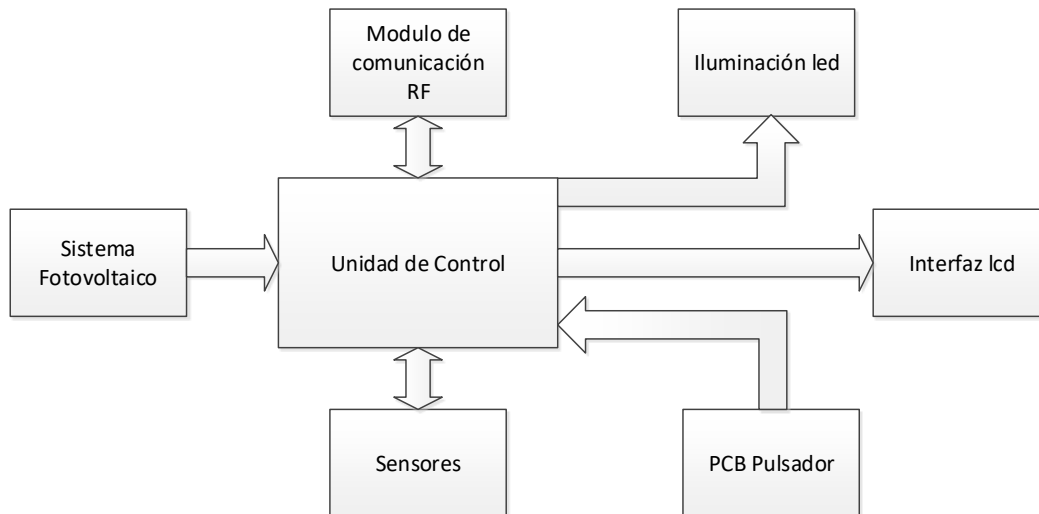 Modulo de
comunicación
RF
Iluminación led
Sistema
Fotovoltaico
Unidad de Control
Interfaz lcd
Sensores
PCB Pulsador